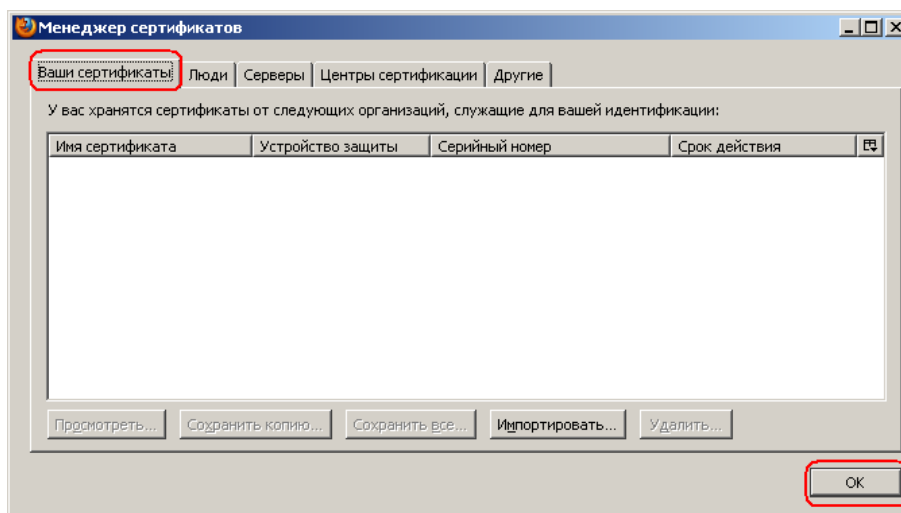 Менеджер сертификатов
Ваши сертификаты Люди Серверы Центры сертификации Другие
У вас хранятся сертификаты от следующих организаций, служащие для вашей идентификации:
Имя сертификата Устройство защиты Серийный номер Срок действия
Просмотреть... Сохранить копию... Сохранить все... Импортировать... Удалить...
OK